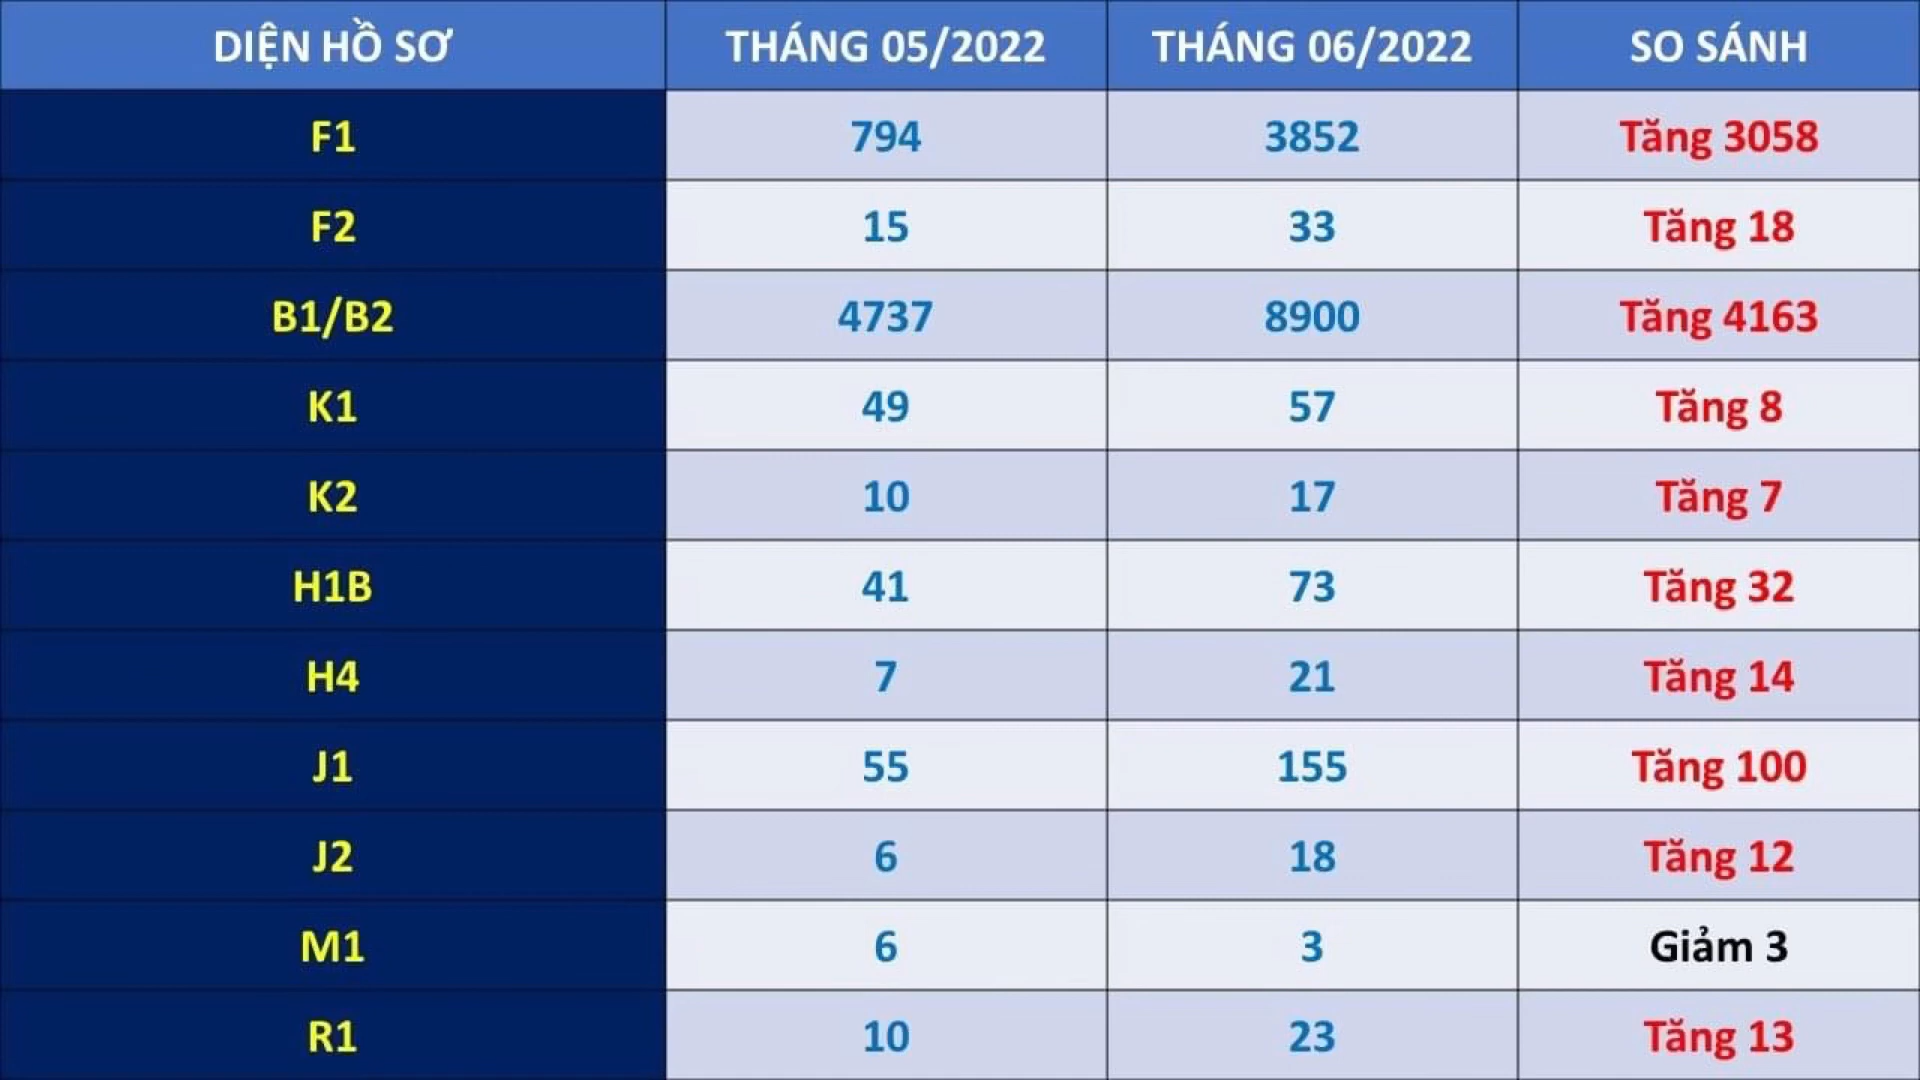 DIỆN HỒ SƠ THÁNG 05/2022 THÁNG 06/2022 SO SÁNH
F1 794 3852 Tăng 3058
F2 15 33 Tăng 18
B1/B2 4737 8900 Tăng 4163
K1 49 57 Tăng 8
K2 10 17 Tăng 7
H1B 41 73 Tăng 32
H4 7 21 Tăng 14
J1 55 155 Tăng 100
J2 6 18 Tăng 12
M1 6 3 Giảm 3
R1 10 23 Tăng 13